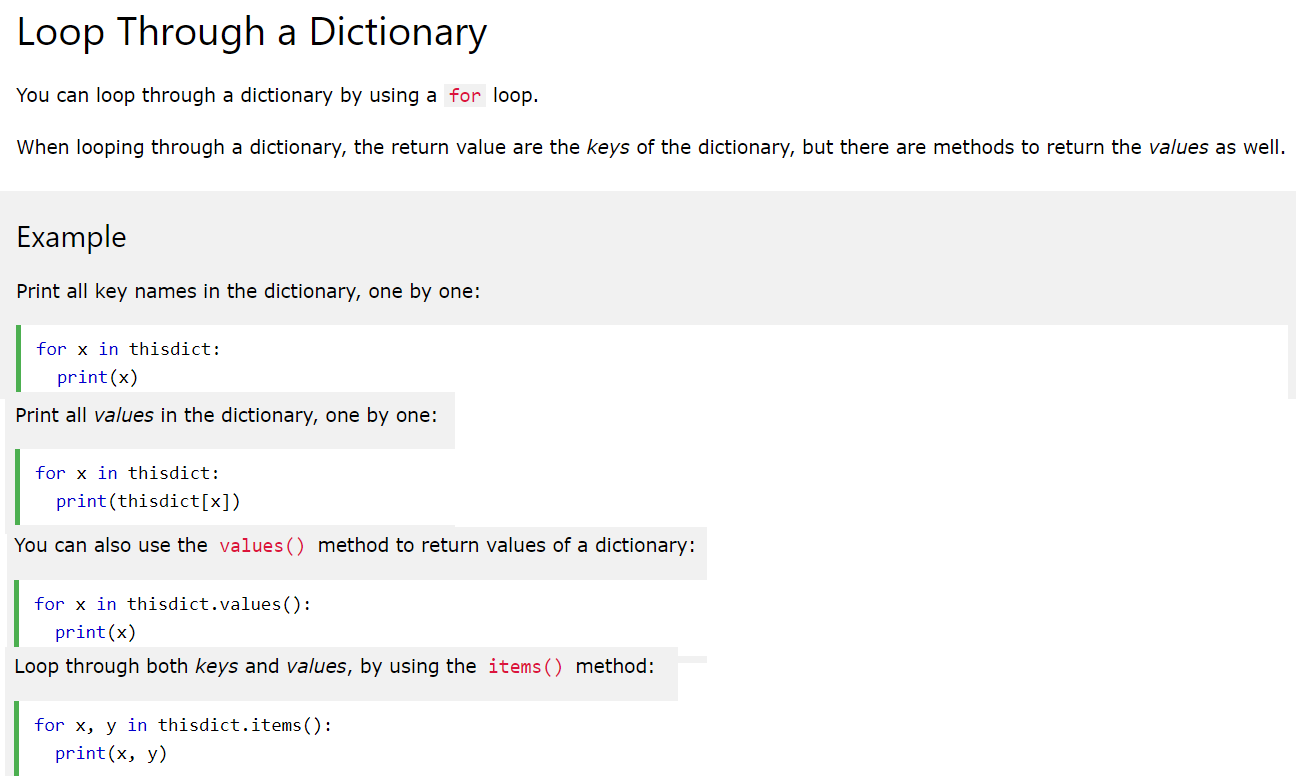 Loop Through a Dictionary
You can loop through a dictionary by using a for loop.
When looping through a dictionary, the return value are the keys of the dictionary, but there are methods to return the values as well.
Example
Print all key names in the dictionary, one by one:
for x in thisdict:
  print(x)
Print all values in the dictionary, one by one:
for x in thisdict:
  print(thisdict[x])
You can also use the values() method to return values of a dictionary:
for x in thisdict.values():
  print(x)
Loop through both keys and values, by using the items() method:
for x, y in thisdict.items():
  print(x, y)